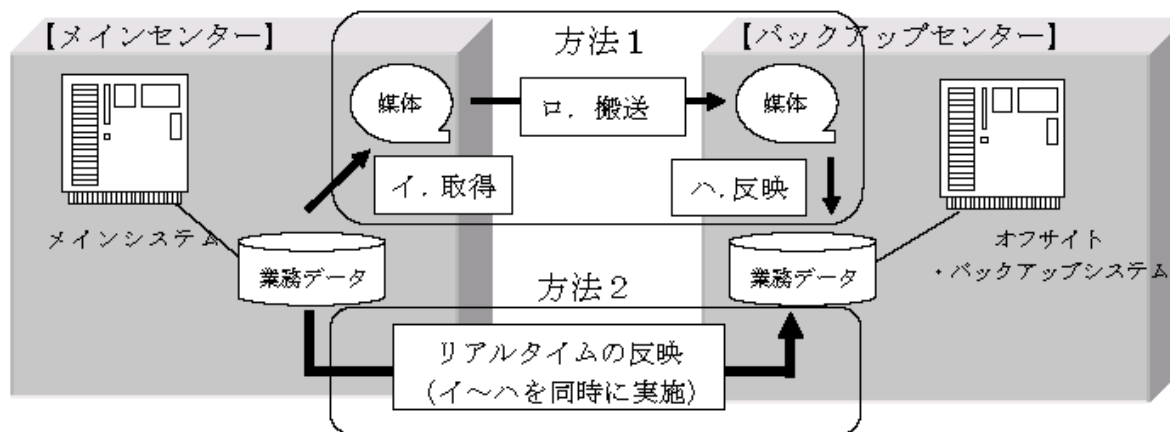 【メインセンター】
方法１
【バックアップセンター】
媒体
ロ．搬送
媒体
イ．取得
ハ．反映
メインシステム
業務データ
業務データ
オフサイト
・バックアップシステム
方法２
リアルタイムの反映
(イ～ハを同時に実施)